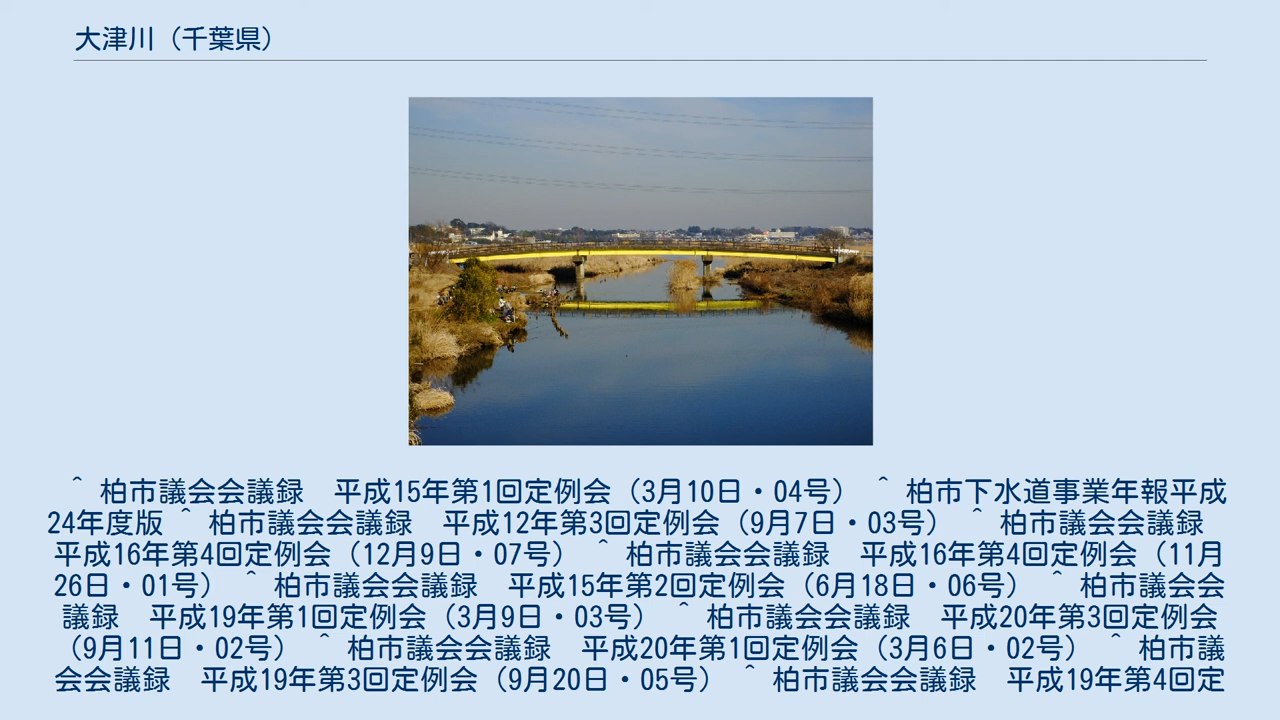 大津川（千葉県）
^ 柏市議会会議録　平成15年第1回定例会（3月10日・04号） ^ 柏市下水道事業年報平成
24年度版 ^ 柏市議会会議録　平成12年第3回定例会（9月7日・03号） ^ 柏市議会会議録
平成16年第4回定例会（12月9日・07号） ^ 柏市議会会議録　平成16年第4回定例会（11月
26日・01号） ^ 柏市議会会議録　平成15年第2回定例会（6月18日・06号） ^ 柏市議会会
議録　平成19年第1回定例会（3月9日・03号） ^ 柏市議会会議録　平成20年第3回定例会
（9月11日・02号） ^ 柏市議会会議録　平成20年第1回定例会（3月6日・02号） ^ 柏市議
会会議録　平成19年第3回定例会（9月20日・05号） ^ 柏市議会会議録　平成19年第4回定